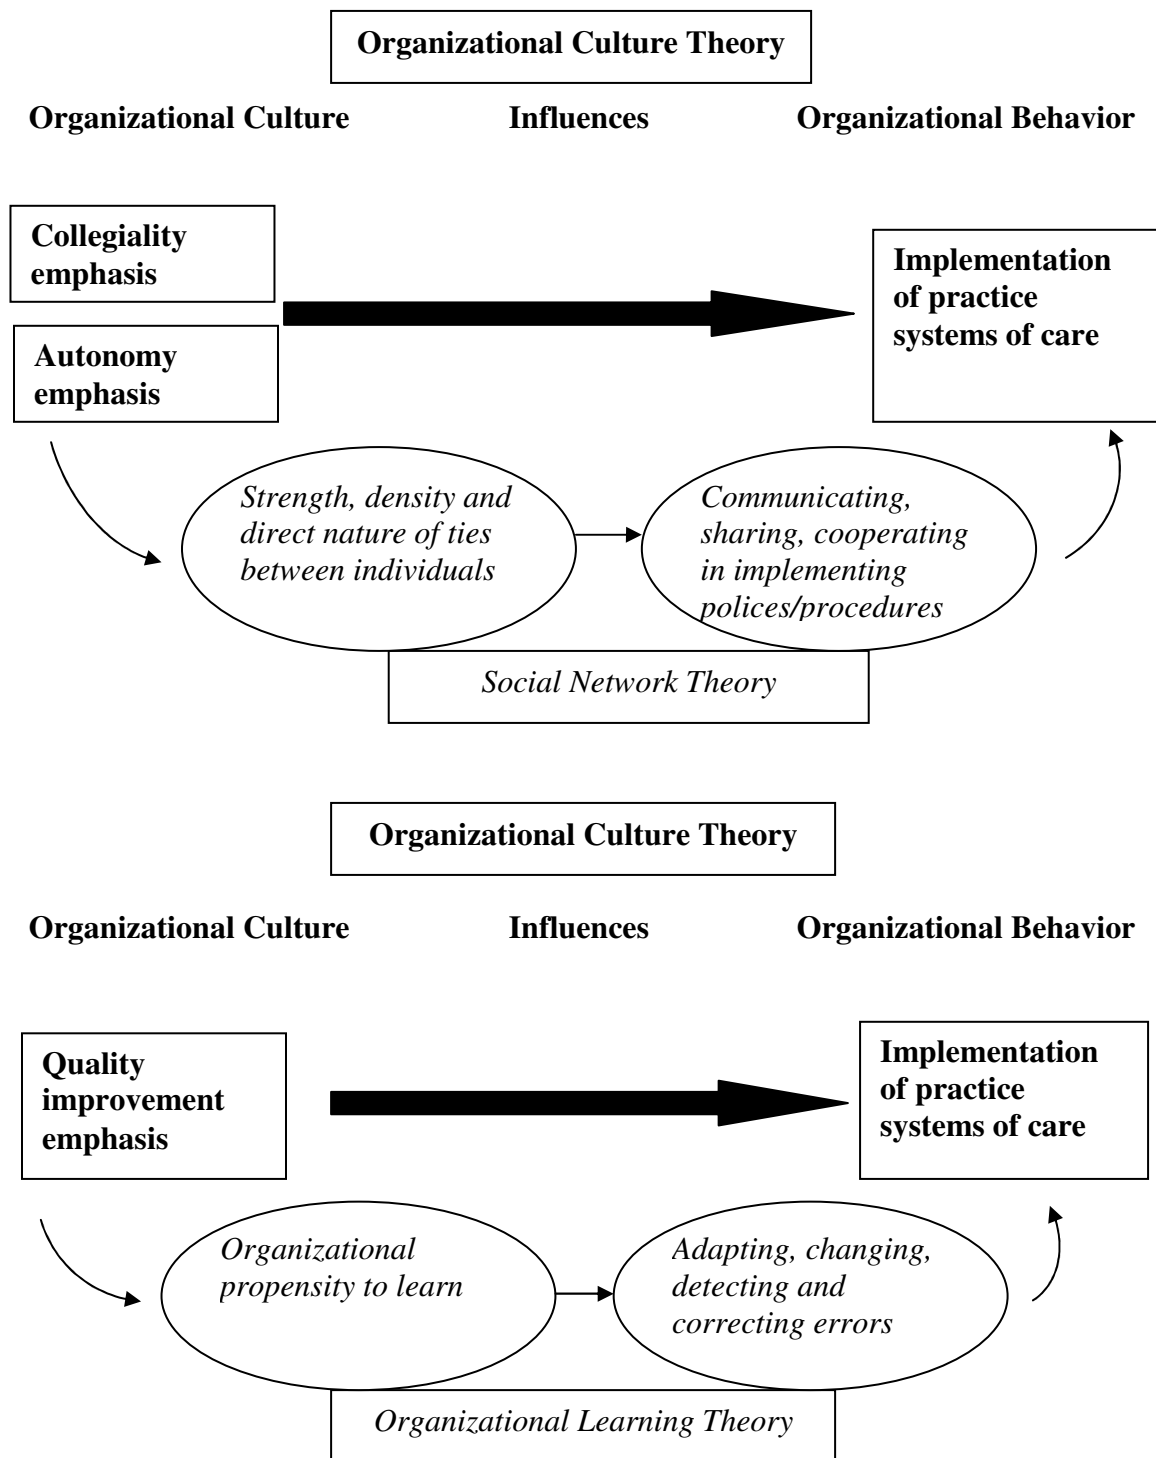 Organizational Culture Theory
Organizational Culture Influences Organizational Behavior
Collegiality
emphasis
Autonomy
emphasis
Implementation
of practice
systems of care
Strength, density and
direct nature of ties
between individuals
Communicating,
sharing, cooperating
in implementing
polices/procedures
Social Network Theory
Organizational Culture Theory
Organizational Culture Influences Organizational Behavior
Quality
improvement
emphasis
Implementation
of practice
systems of care
Organizational
propensity to learn
Adapting, changing,
detecting and
correcting errors
Organizational Learning Theory